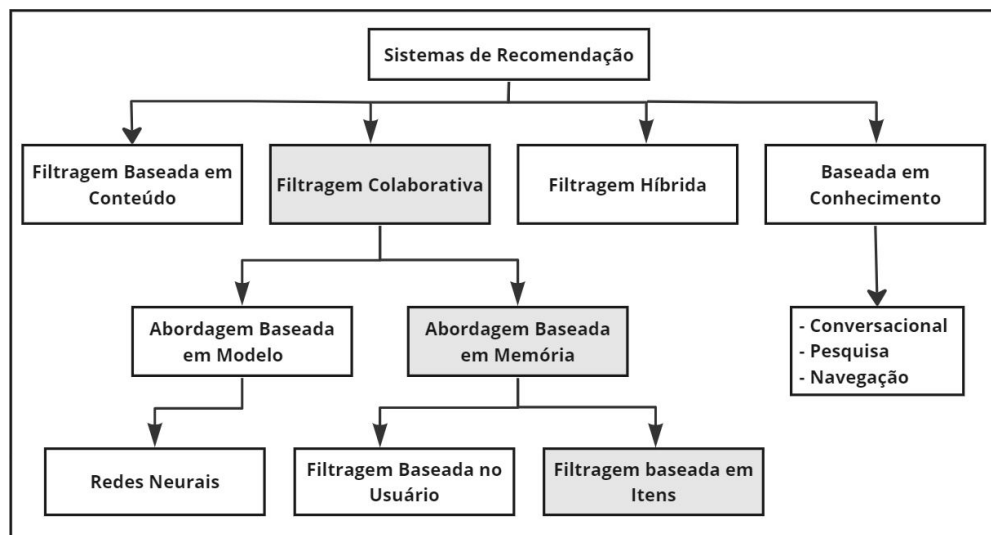 Sistemas de Recomendação
Filtragem Baseada em
Conteúdo
Filtragem Colaborativa
Filtragem Híbrida
Baseada em
Conhecimento
Abordagem Baseada
em Modelo
Abordagem Baseada
em Memória
- Conversacional
- Pesquisa
- Navegação
Redes Neurais
Filtragem Baseada no
Usuário
Filtragem baseada em
Itens